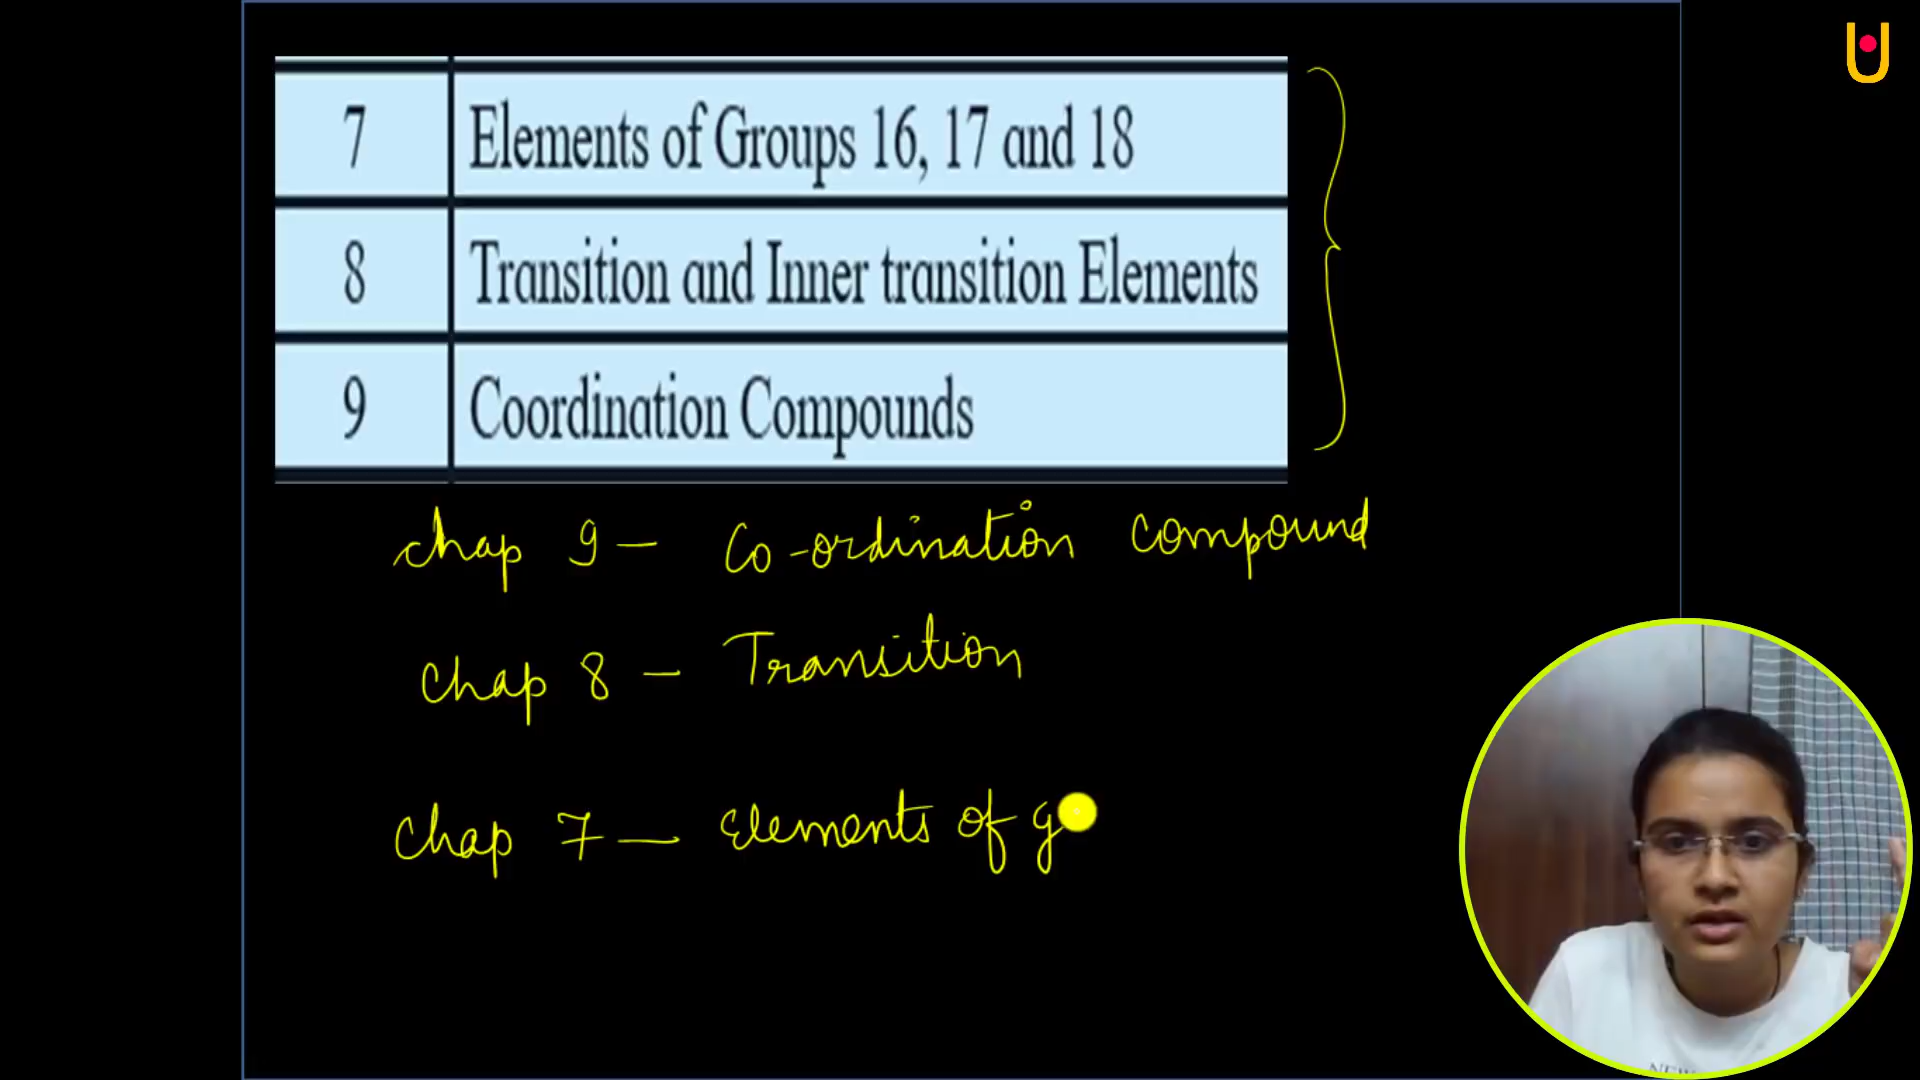 7 Elements of Groups 16, 17 and 18
8 Transition and Inner transition Elements
9 Coordination Compounds
chap 9 - Co-ordination compound
chap 8 - Transition
chap 7 - Elements of g